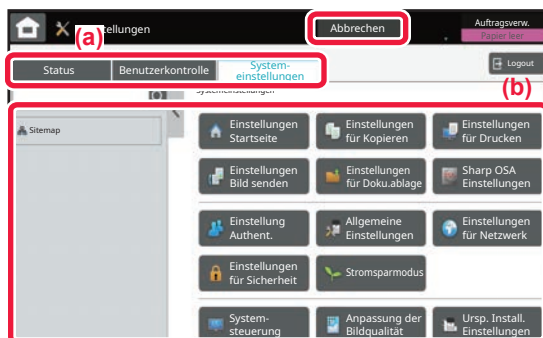 (a)
tellungen
Abbrechen
Auftragsverw.
Papier leer
Status
Benutzerkontrolle
System-
einstellungen
Logout
(b)
Systemeinstellungen
Sitemap
Einstellungen
Startseite
Einstellungen
für Kopieren
Einstellungen
für Drucken
Einstellungen
Bild senden
Einstellungen
für Doku.ablage
Sharp OSA
Einstellungen
Einstellung
Authent.
Allgemeine
Einstellungen
Einstellungen
für Netzwerk
Einstellungen
für Sicherheit
Stromsparmodus
System-
steuerung
Anpassung der
Bildqualität
Ursp. Install.
Einstellungen